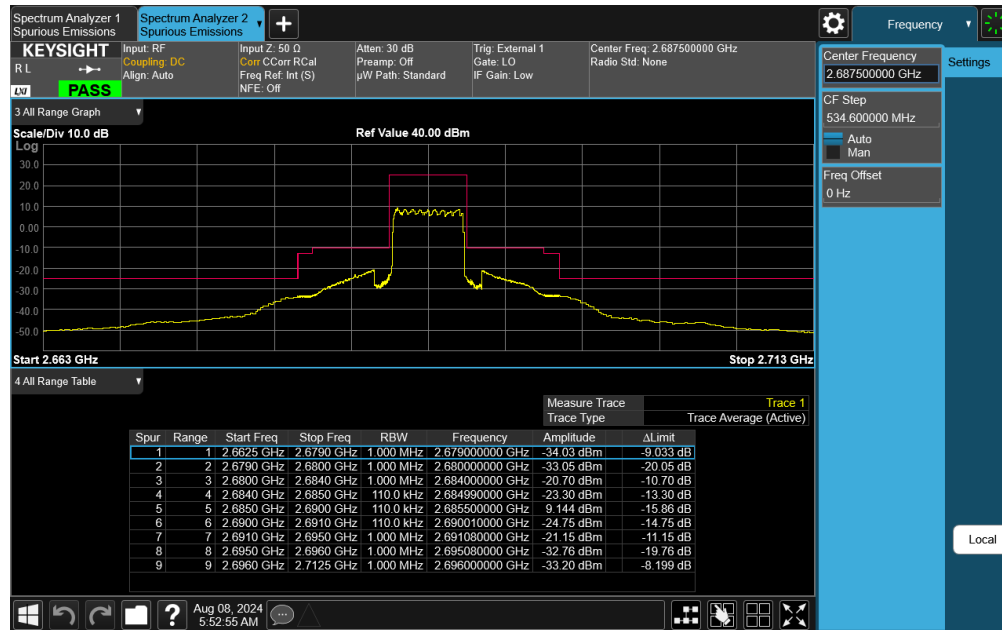 Spectrum Analyzer 1
Spurious Emissions
Spectrum Analyzer 2
Spurious Emissions
Frequency
KEYSIGHT
R L
LXI
PASS
Input: RF
Coupling: DC
Align: Auto
Input Z: 50 Ω
Corr CCorr RCal
Freq Ref: Int (S)
NFE: Off
Atten: 30 dB
Preamp: Off
µW Path: Standard
Trig: External 1
Gate: LO
IF Gain: Low
Center Freq: 2.687500000 GHz
Radio Std: None
Center Frequency
2.687500000 GHz
Settings
CF Step
534.600000 MHz
Auto
Man
Freq Offset
0 Hz
Local
3 All Range Graph
Scale/Div 10.0 dB
Ref Value 40.00 dBm
Log
30.0
20.0
10.0
0.00
-10.0
-20.0
-30.0
-40.0
-50.0
Start 2.663 GHz
Stop 2.713 GHz
4 All Range Table
Measure Trace Trace 1
Trace Type Trace Average (Active)
Spur Range Start Freq Stop Freq RBW Frequency Amplitude ΔLimit
1 1 2.6625 GHz 2.6790 GHz 1.000 MHz 2.679000000 GHz -34.03 dBm -9.033 dB
2 2 2.6790 GHz 2.6800 GHz 1.000 MHz 2.680000000 GHz -33.05 dBm -20.05 dB
3 3 2.6800 GHz 2.6840 GHz 1.000 MHz 2.684000000 GHz -20.70 dBm -10.70 dB
4 4 2.6840 GHz 2.6850 GHz 110.0 kHz 2.684990000 GHz -23.30 dBm -13.30 dB
5 5 2.6850 GHz 2.6900 GHz 110.0 kHz 2.685500000 GHz 9.144 dBm -15.86 dB
6 6 2.6900 GHz 2.6910 GHz 110.0 kHz 2.690010000 GHz -24.75 dBm -14.75 dB
7 7 2.6910 GHz 2.6950 GHz 1.000 MHz 2.691080000 GHz -21.15 dBm -11.15 dB
8 8 2.6950 GHz 2.6960 GHz 1.000 MHz 2.695080000 GHz -32.76 dBm -19.76 dB
9 9 2.6960 GHz 2.7125 GHz 1.000 MHz 2.696000000 GHz -33.20 dBm -8.199 dB
Aug 08, 2024
5:52:55 AM